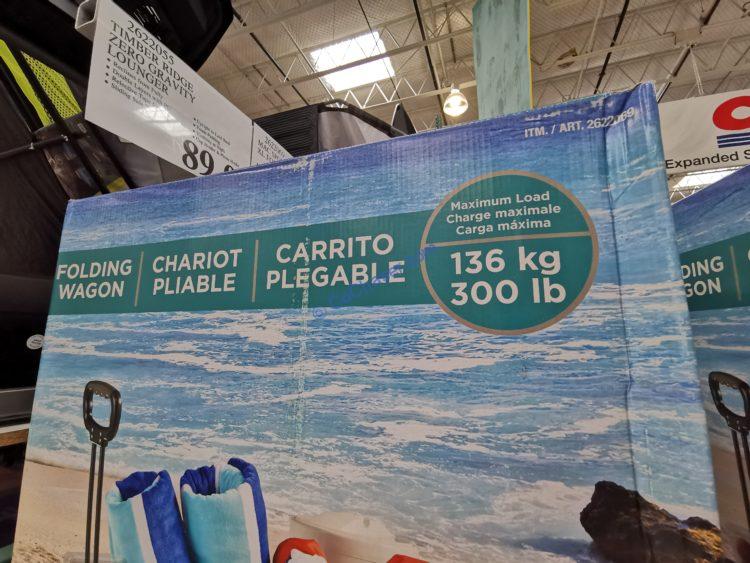 2622055
TIMBER RIDGE
ZERO GRAVITY
LOUNGER
89.
ITM. / ART. 2622069
Expanded S
Maximum Load
Charge maximale
Carga máxima
136 kg
300 lb
FOLDING
WAGON
CHARIOT
PLIABLE
CARRITO
PLEGABLE
DING
GON